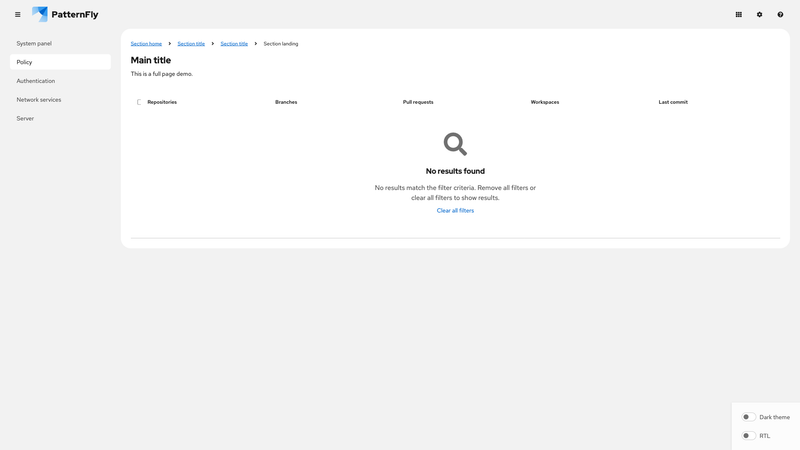 PatternFly
System panel
Policy
Authentication
Network services
Server
Section home > Section title > Section title > Section landing
Main title
This is a full page demo.
Repositories Branches Pull requests Workspaces Last commit
No results found
No results match the filter criteria. Remove all filters or
clear all filters to show results.
Clear all filters
Dark theme
RTL